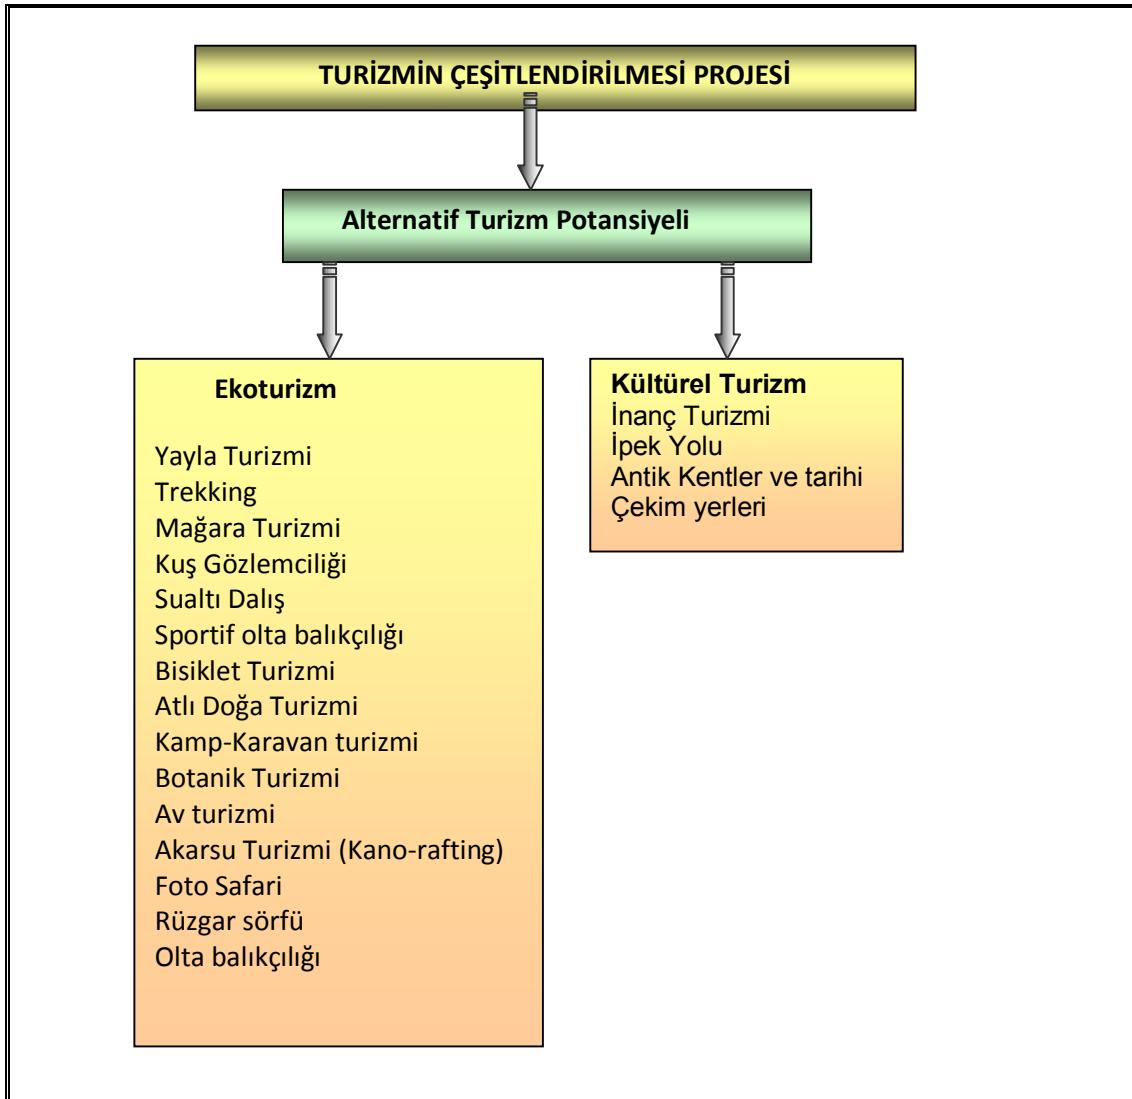 TURİZMİN ÇEŞİTLENDİRİLMESİ PROJESİ
Alternatif Turizm Potansiyeli
Ekoturizm
Yayla Turizmi
Trekking
Mağara Turizmi
Kuş Gözlemciliği
Sualtı Dalış
Sportif olta balıkçılığı
Bisiklet Turizmi
Atlı Doğa Turizmi
Kamp-Karavan turizmi
Botanik Turizmi
Av turizmi
Akarsu Turizmi (Kano-rafting)
Foto Safari
Rüzgar sörfü
Olta balıkçılığı
Kültürel Turizm
İnanç Turizmi
İpek Yolu
Antik Kentler ve tarihi
Çekim yerleri